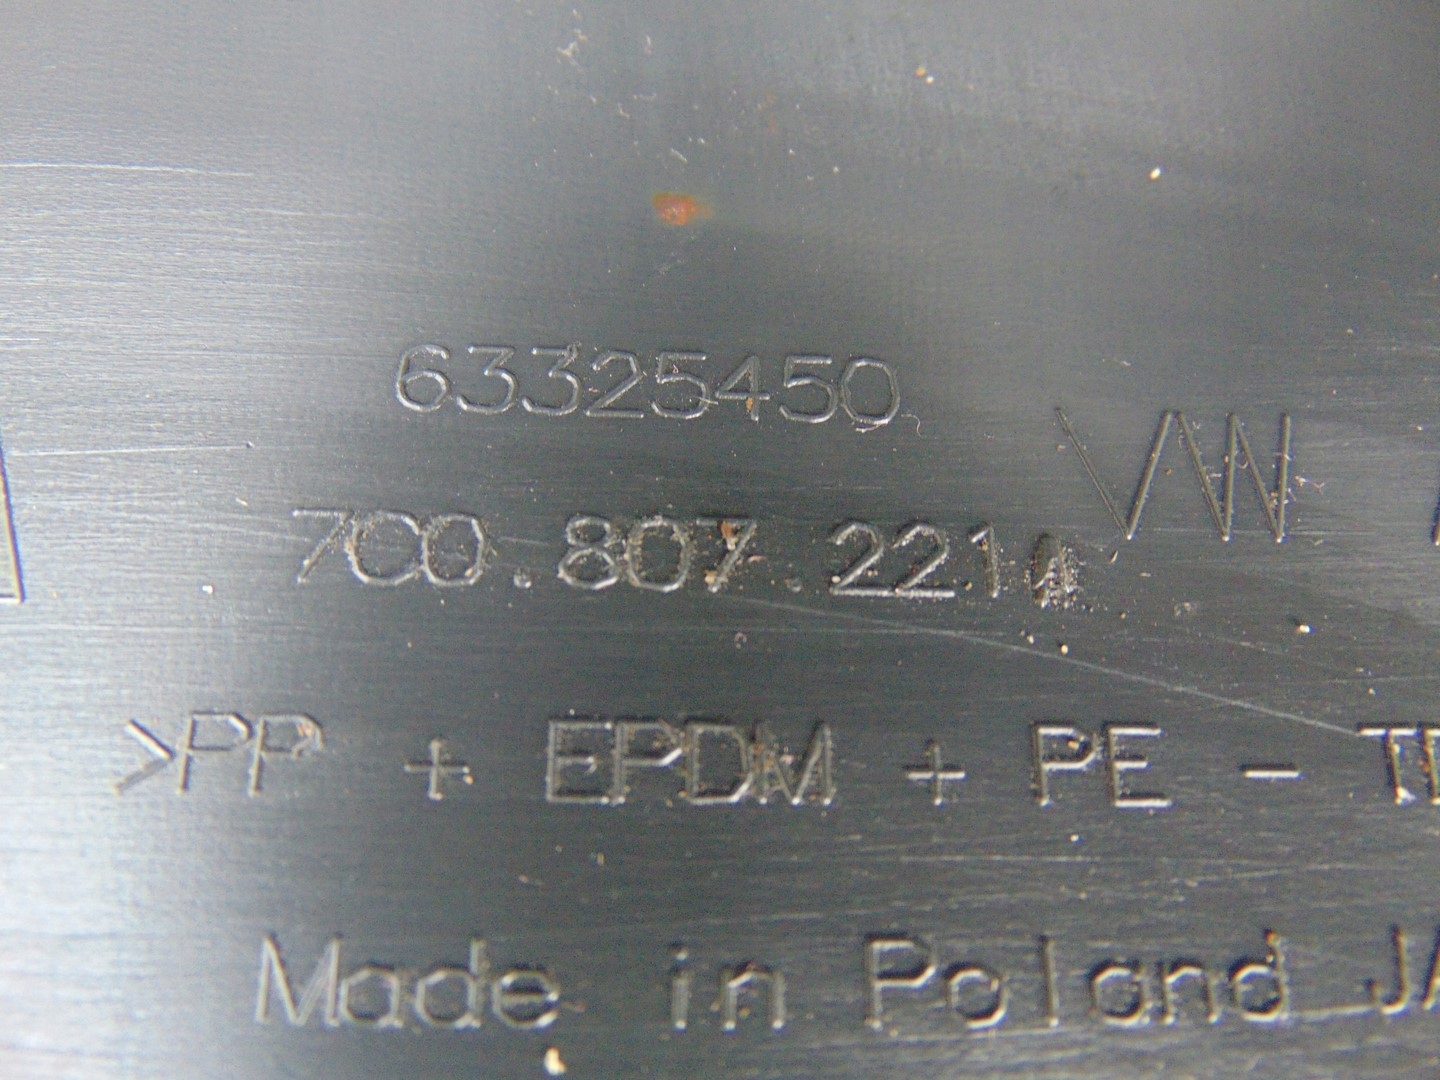 63325450
VW
7C0.807.221
>PP + EPDM + PE - T
Made in Poland J